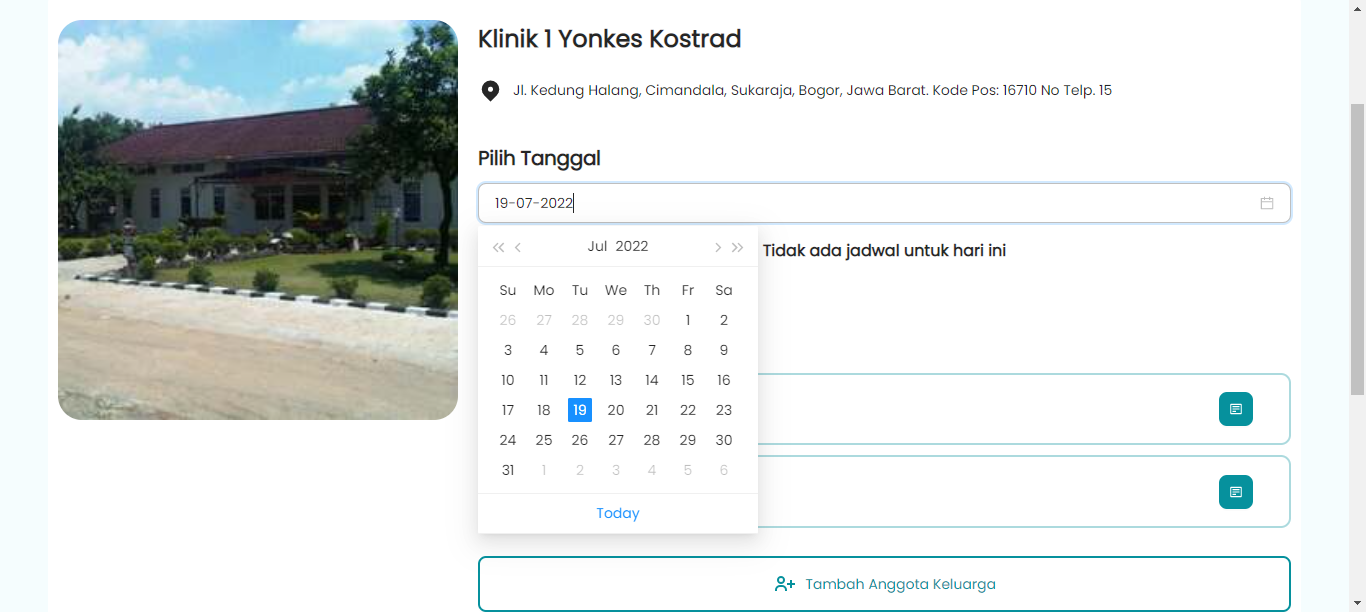 Klinik 1 Yonkes Kostrad
Jl. Kedung Halang, Cimandala, Sukaraja, Bogor, Jawa Barat. Kode Pos: 16710 No Telp. 15
Pilih Tanggal
19-07-2022
Jul 2022
Tidak ada jadwal untuk hari ini
Su Mo Tu We Th Fr Sa
26 27 28 29 30 1 2
3 4 5 6 7 8 9
10 11 12 13 14 15 16
17 18 19 20 21 22 23
24 25 26 27 28 29 30
31 1 2 3 4 5 6
Today
Tambah Anggota Keluarga